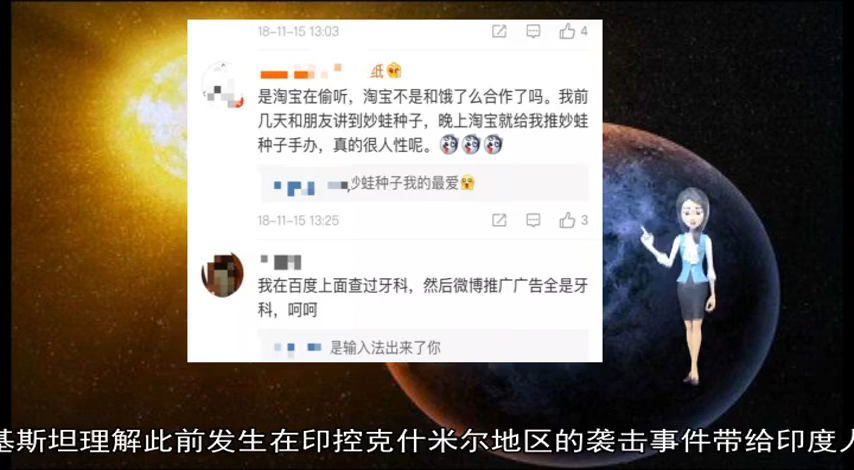 18-11-15 13:03
4
纸
是淘宝在偷听，淘宝不是和饿了么合作了吗。我前
几天和朋友讲到妙蛙种子，晚上淘宝就给我推妙蛙
种子手办，真的很人性呢。
妙蛙种子我的最爱
18-11-15 13:25
3
我在百度上面查过牙科，然后微博推广广告全是牙
科，呵呵
是输入法出来了你
基斯坦理解此前发生在印控克什米尔地区的袭击事件带给印度人